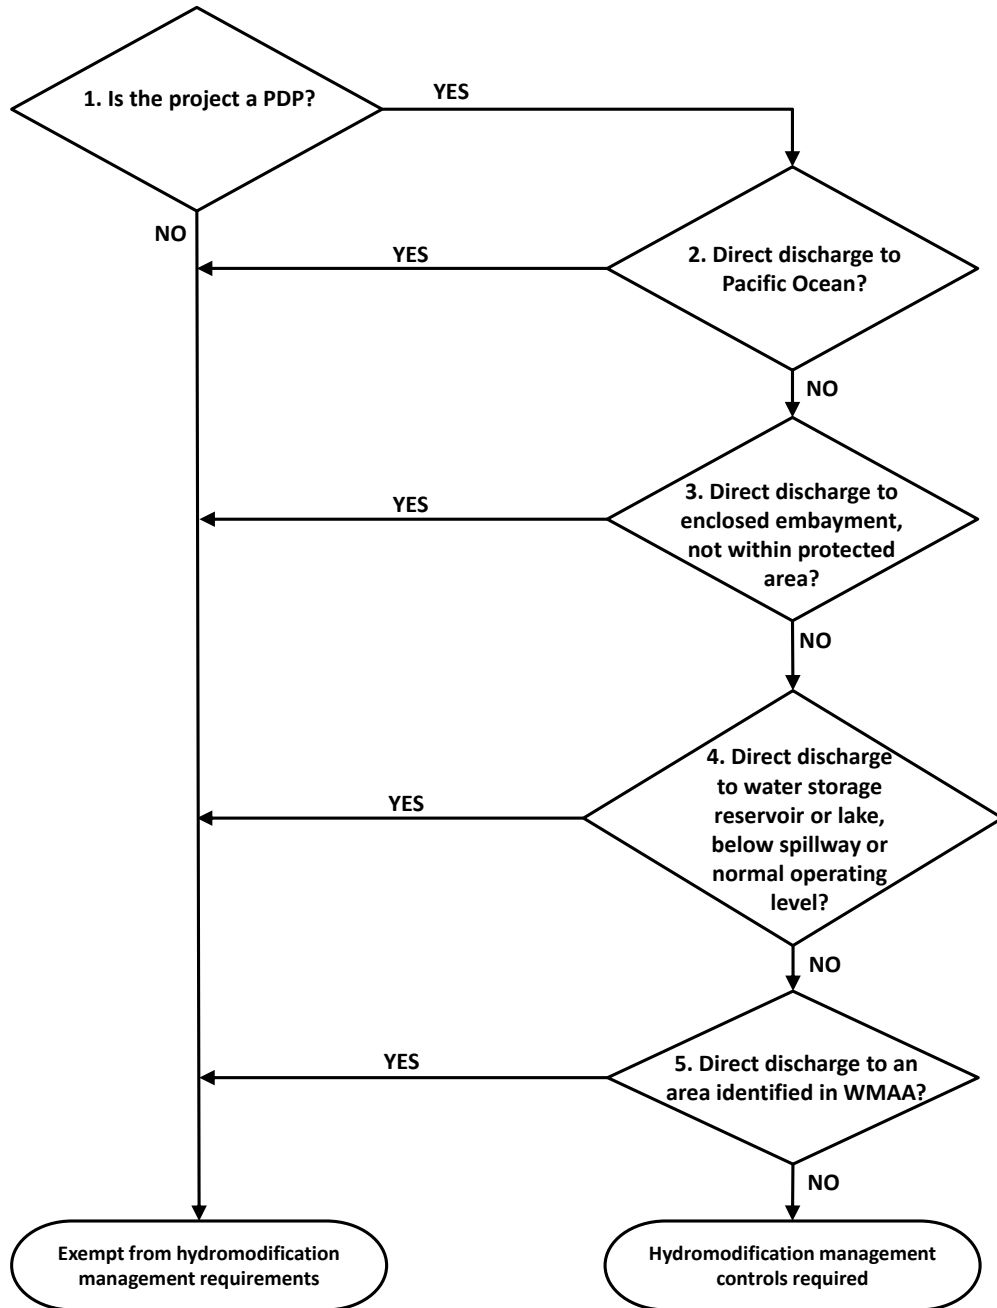 1. Is the project a PDP?
YES
NO
YES
2. Direct discharge to
Pacific Ocean?
NO
YES
3. Direct discharge to
enclosed embayment,
not within protected
area?
NO
YES
4. Direct discharge
to water storage
reservoir or lake,
below spillway or
normal operating
level?
NO
YES
5. Direct discharge to an
area identified in WMAA?
NO
Exempt from hydromodification
management requirements
Hydromodification management
controls required